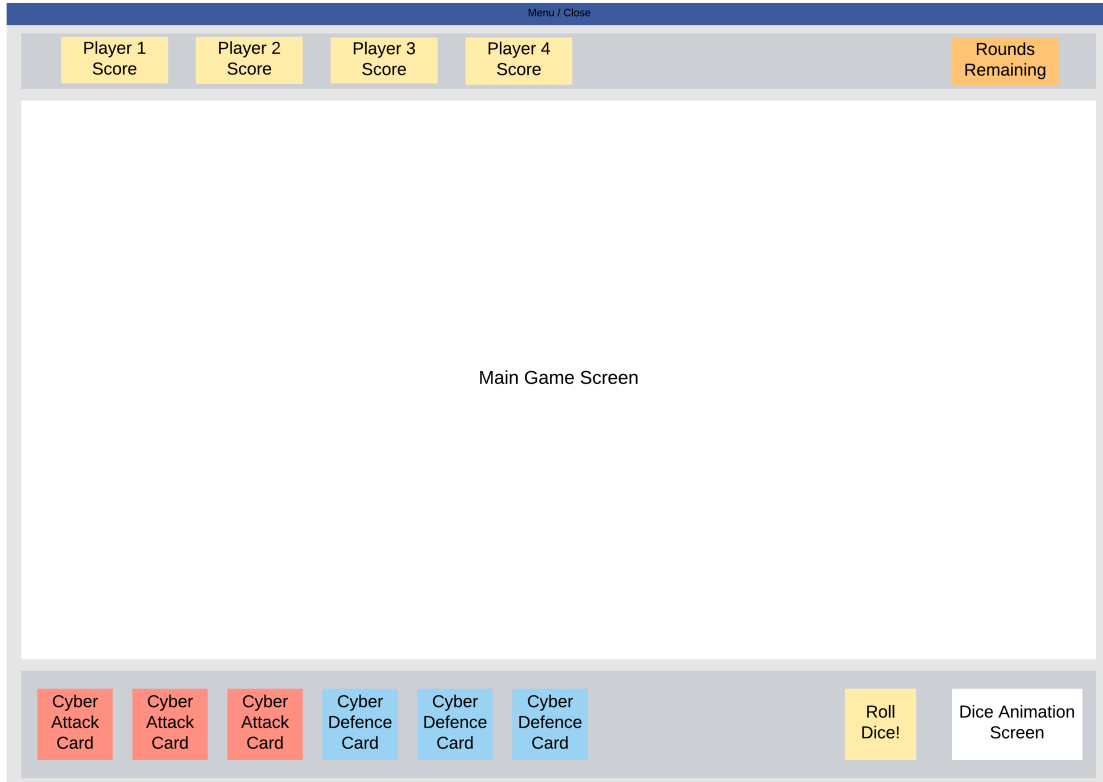 Menu / Close
Player 1
Score
Player 2
Score
Player 3
Score
Player 4
Score
Rounds
Remaining
Main Game Screen
Cyber
Attack
Card
Cyber
Attack
Card
Cyber
Attack
Card
Cyber
Defence
Card
Cyber
Defence
Card
Cyber
Defence
Card
Roll
Dice!
Dice Animation
Screen